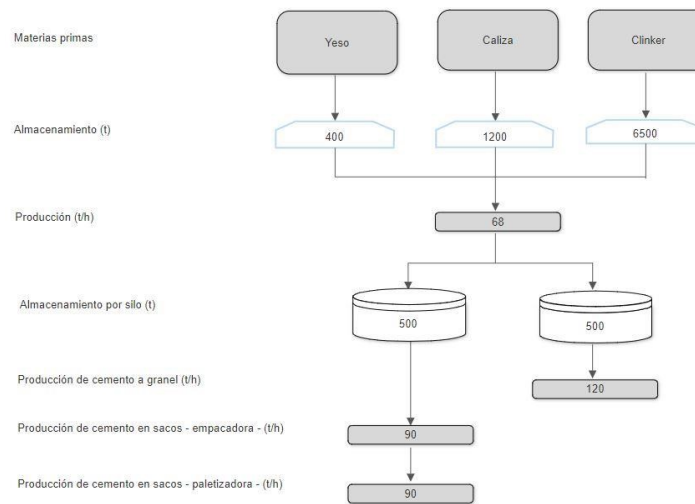 Materias primas
Yeso
Caliza
Clinker
Almacenamiento (t)
400
1200
6500
Producción (t/h)
68
Almacenamiento por silo (t)
500
500
Producción de cemento a granel (t/h)
120
Producción de cemento en sacos - empacadora - (t/h)
90
Producción de cemento en sacos - paletizadora - (t/h)
90